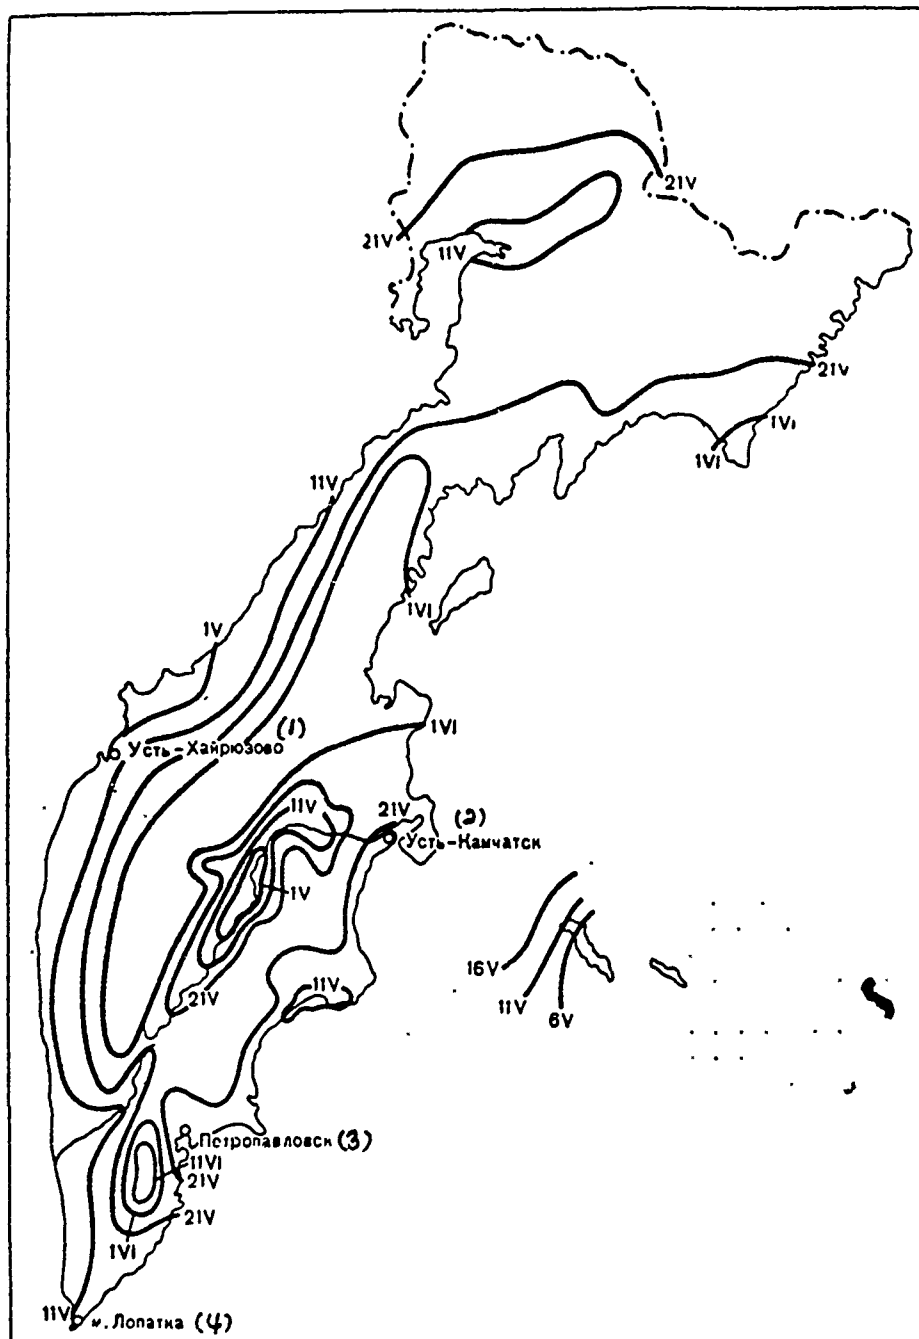 21V
21V
11V
21V
1VI
1VI
11V
1VI
1V
1VI
Усть-Хайрюзово (1)
11V
21V
(2)
Усть-Камчатск
1V
16V
11V
6V
21V
11V
Петропавловск (3)
11VI
21V
21V
1VI
11V
м. Лопатка (4)